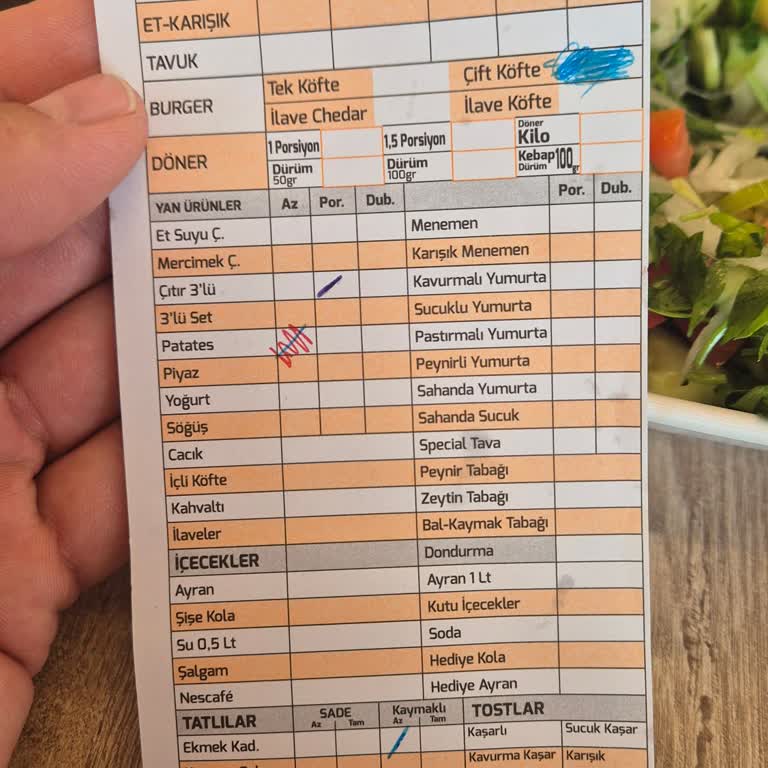 ET-KARIŞIK
TAVUK
BURGER Tek Köfte Çift Köfte
İlave Chedar İlave Köfte
DÖNER 1 Porsiyon 1,5 Porsiyon Döner Kilo
Dürüm 50gr Dürüm 100gr Kebap Dürüm 100gr
YAN ÜRÜNLER Az Por. Dub. Por. Dub.
Et Suyu Ç. Menemen
Mercimek Ç. Karışık Menemen
Çıtır 3'lü Kavurmalı Yumurta
3'lü Set Sucuklu Yumurta
Patates Pastırmalı Yumurta
Piyaz Peynirli Yumurta
Yoğurt Sahanda Yumurta
Söğüş Sahanda Sucuk
Cacık Special Tava
İçli Köfte Peynir Tabağı
Kahvaltı Zeytin Tabağı
İlaveler Bal-Kaymak Tabağı
İÇECEKLER Dondurma
Ayran Ayran 1 Lt
Şişe Kola Kutu İçecekler
Su 0,5 Lt Soda
Şalgam Hediye Kola
Nescafé Hediye Ayran
TATLILAR SADE Kaymaklı TOSTLAR
Az Tam Az Tam
Ekmek Kad. Kaşarlı Sucuk Kaşar
Kavurma Kaşar Karışık